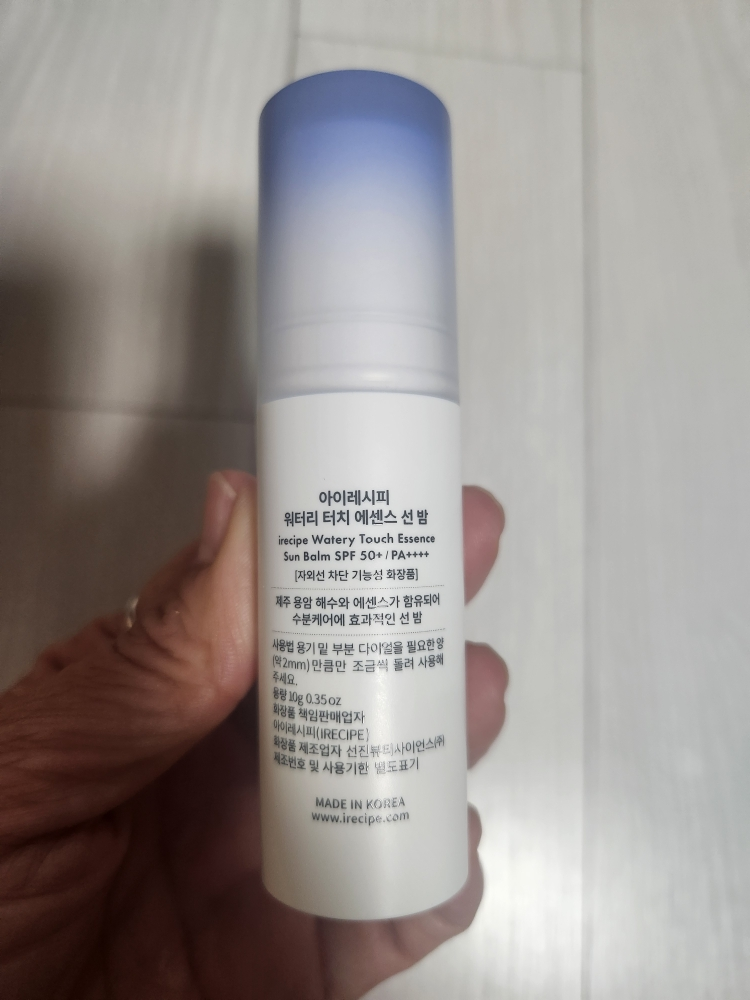 아이레시피
워터리 터치 에센스 선 밤
irecipe Watery Touch Essence
Sun Balm SPF 50+ / PA++++
[자외선 차단 기능성 화장품]
제주 용암 해수와 에센스가 함유되어
수분케어에 효과적인 선 밤
사용법 용기 밑 부분 다이얼을 필요한 양
(약 2mm) 만큼만 조금씩 돌려 사용해
주세요.
용량 10g 0.35 oz
화장품 책임판매업자
아이레시피(IRECIPE)
화장품 제조업자 선진뷰티사이언스㈜
제조번호 및 사용기한 별도표기
MADE IN KOREA
www.irecipe.com